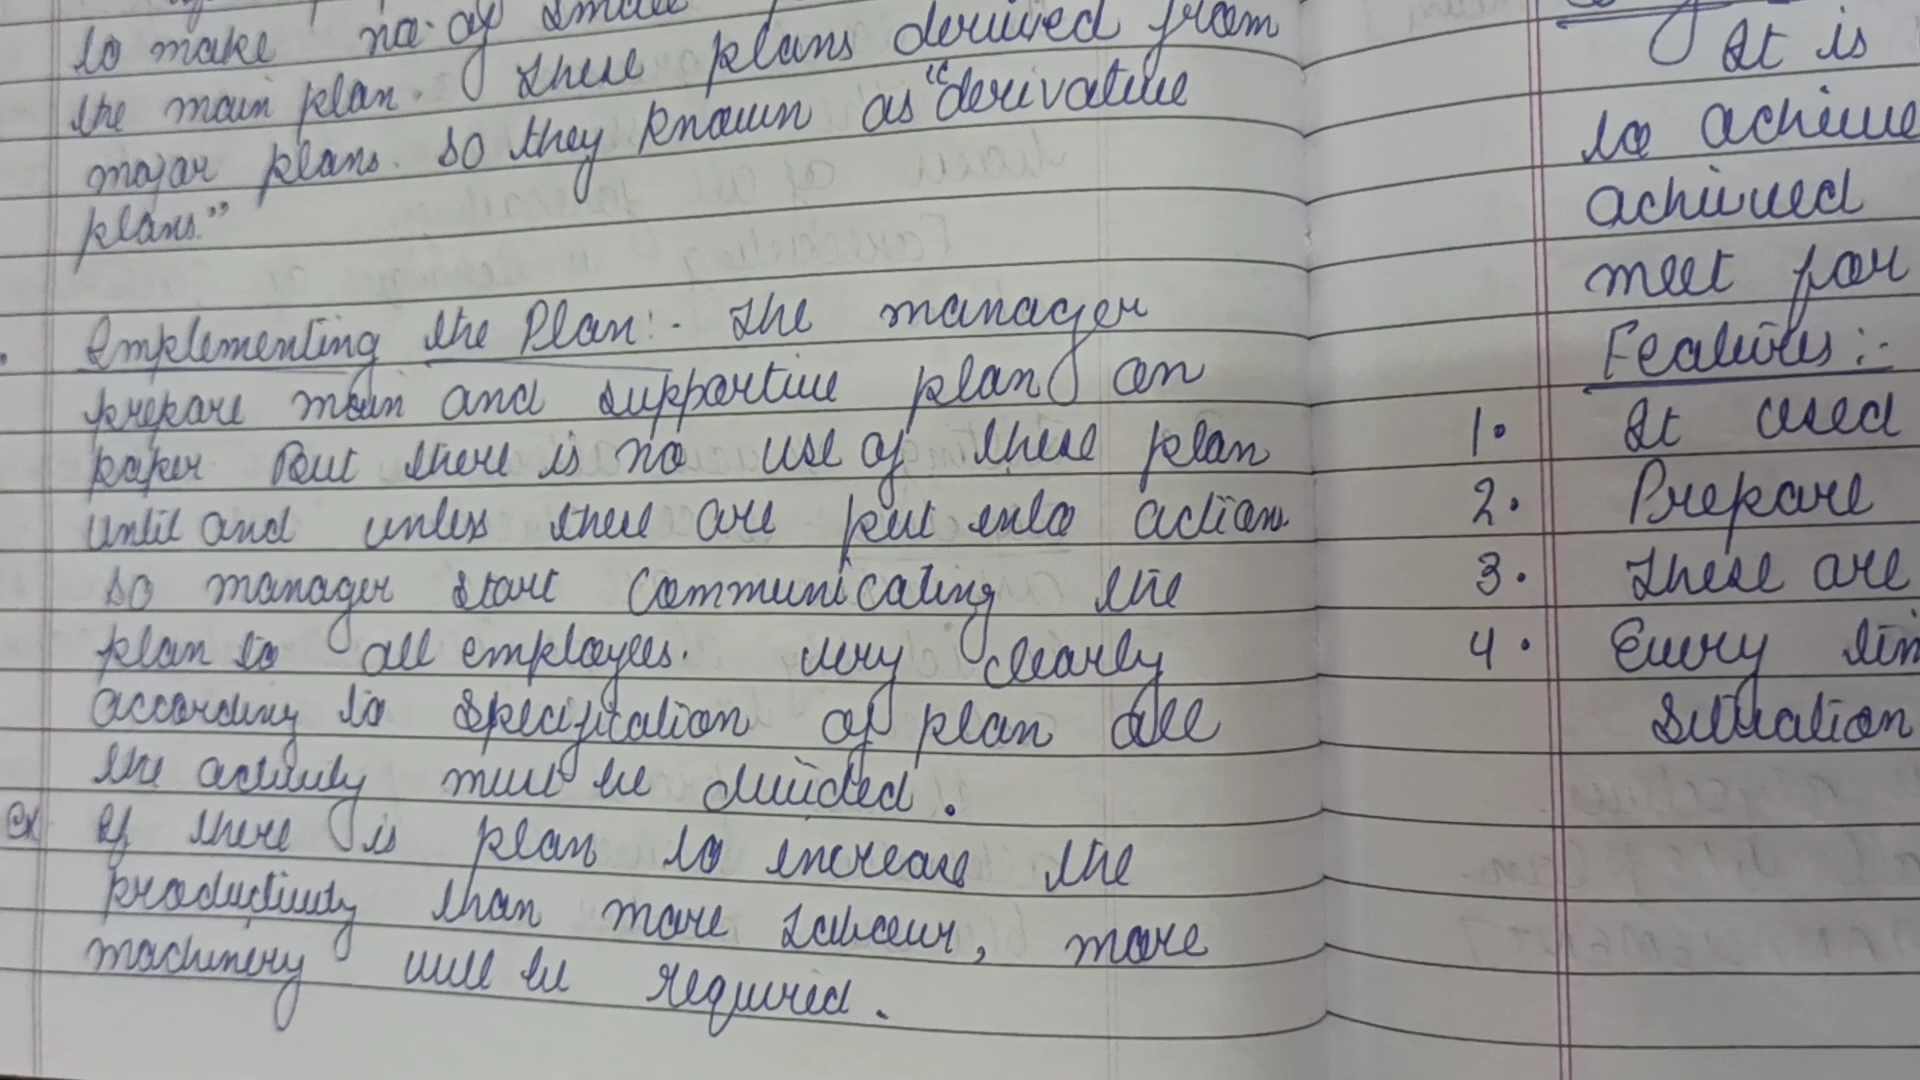 to make no. of small
the main plan. These plans derived from
major plans. so they known as "derivative
plans."
Implementing the Plan:- The manager
prepare main and supportive plan on
paper But there is no use of these plan
until and unless these are put into action
so manager start communicating the
plan to all employees. very clearly
according to specification of plan all
the activity must be divided.
ex If there is plan to increase the
productivity than more labour, more
machinery will be required.
It is
to achieve
achieved
meet for
Features:-
1. It used
2. Prepare
3. These are
4. Every
situation